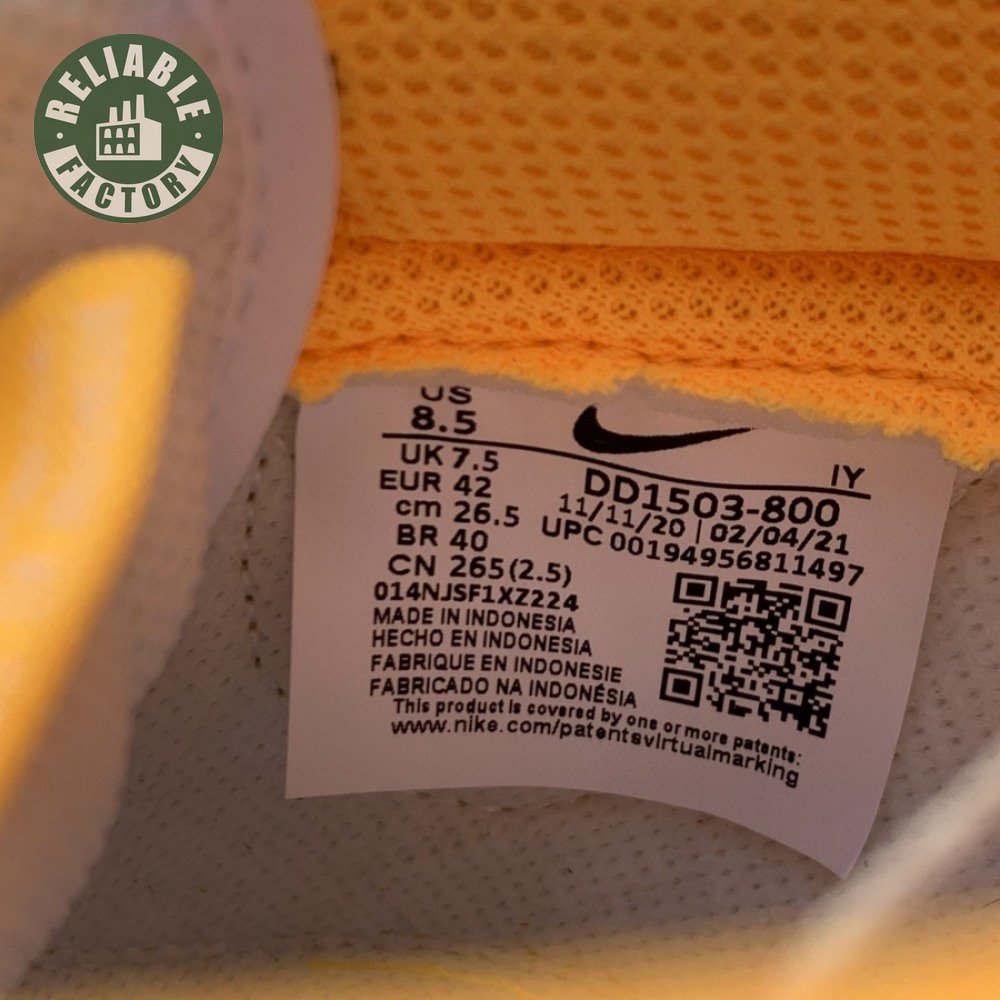 RELIABLE
FACTORY
US
8.5
UK 7.5
EUR 42
cm 26.5
BR 40
CN 265(2.5)
014NJSF1XZ224
MADE IN INDONESIA
HECHO EN INDONESIA
FABRIQUE EN INDONESIE
FABRICADO NA INDONÉSIA
This product is covered by one or more patents:
www.nike.com/patentsvirtualmarking
IY
DD1503-800
11/11/20 | 02/04/21
UPC 00194956811497